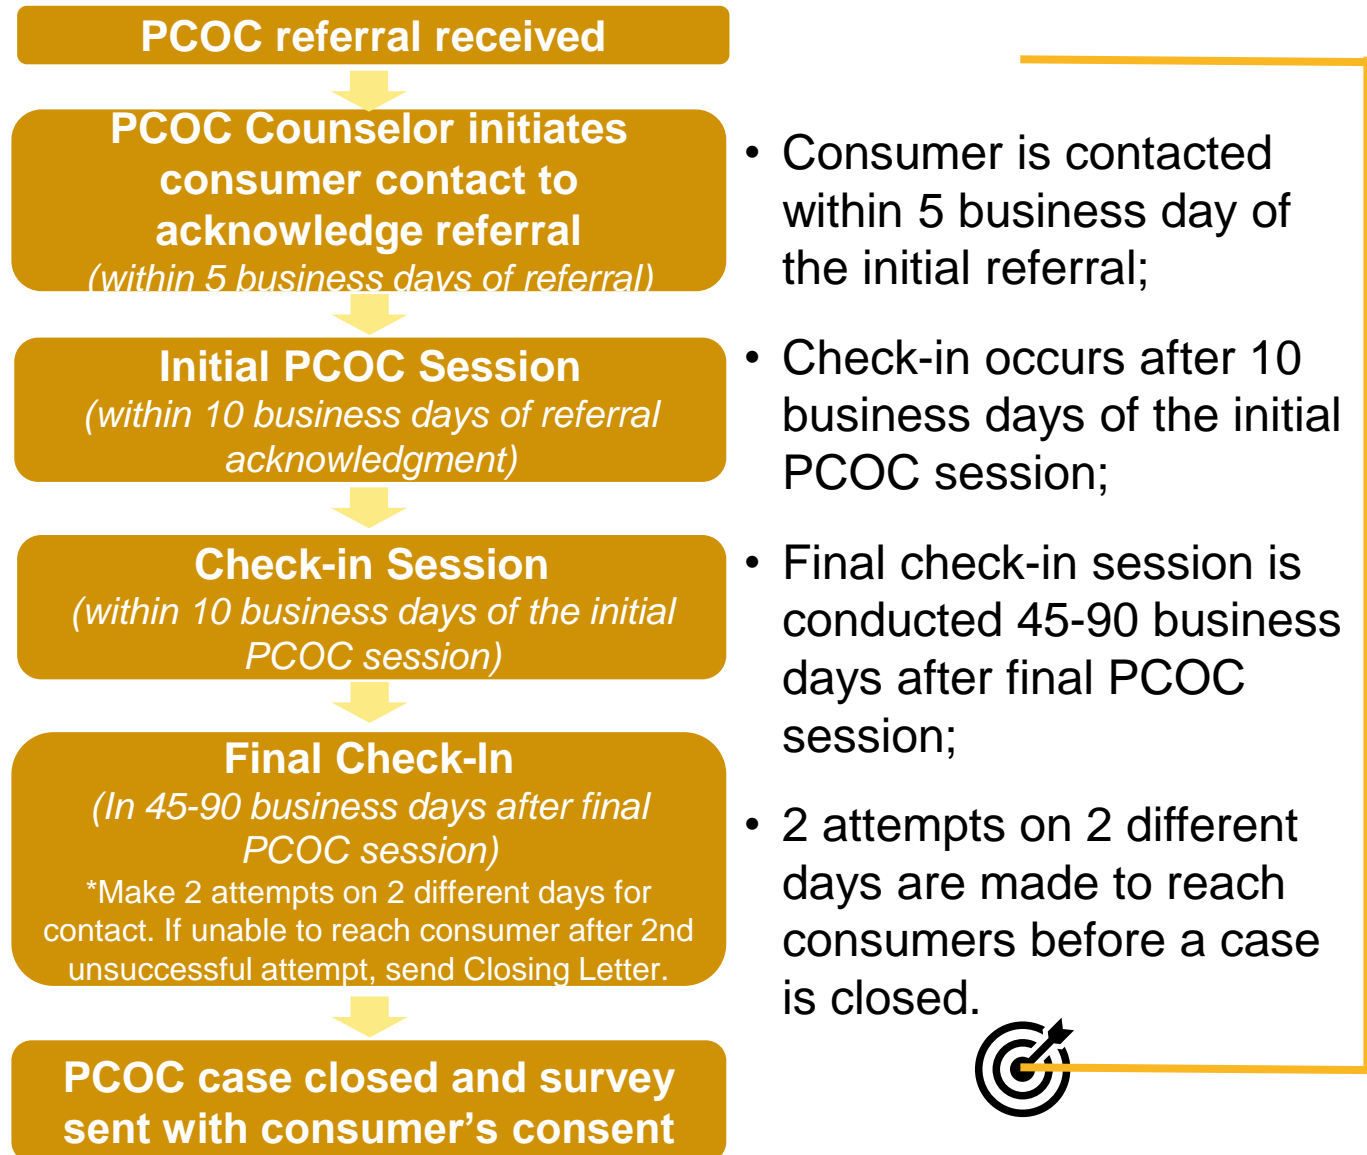 PCOC referral received
PCOC Counselor initiates
consumer contact to
acknowledge referral
(within 5 business days of referral)
Initial PCOC Session
(within 10 business days of referral
acknowledgment)
Check-in Session
(within 10 business days of the initial
PCOC session)
Final Check-In
(In 45-90 business days after final
PCOC session)
*Make 2 attempts on 2 different days for
contact. If unable to reach consumer after 2nd
unsuccessful attempt, send Closing Letter.
PCOC case closed and survey
sent with consumer’s consent
• Consumer is contacted
within 5 business day of
the initial referral;
• Check-in occurs after 10
business days of the initial
PCOC session;
• Final check-in session is
conducted 45-90 business
days after final PCOC
session;
• 2 attempts on 2 different
days are made to reach
consumers before a case
is closed.